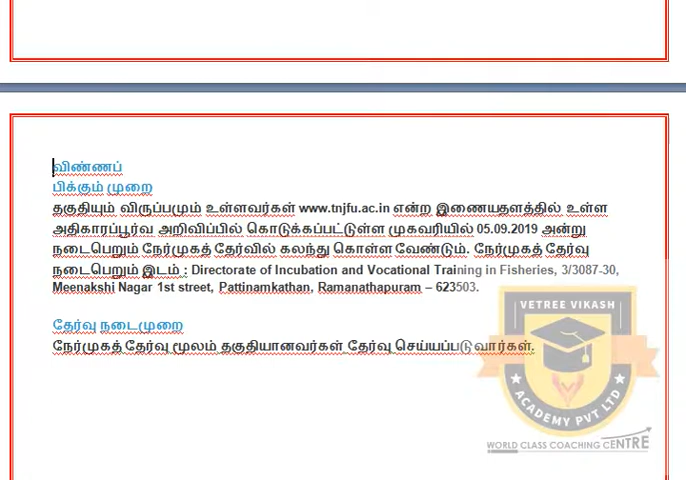 விண்ணப்
பிக்கும் முறை
தகுதியும் விருப்பமும் உள்ளவர்கள் www.tnjfu.ac.in என்ற இணையதளத்தில் உள்ள
அதிகாரப்பூர்வ அறிவிப்பில் கொடுக்கப்பட்டுள்ள முகவரியில் 05.09.2019 அன்று
நடைபெறும் நேர்முகத் தேர்வில் கலந்து கொள்ள வேண்டும். நேர்முகத் தேர்வு
நடைபெறும் இடம் : Directorate of Incubation and Vocational Training in Fisheries, 3/3087-30,
Meenakshi Nagar 1st street, Pattinamkathan, Ramanathapuram – 623503.
தேர்வு நடைமுறை
நேர்முகத் தேர்வு மூலம் தகுதியானவர்கள் தேர்வு செய்யப்படுவார்கள்.
VETREE VIKASH
ACADEMY PVT LTD
WORLD CLASS COACHING CENTRE